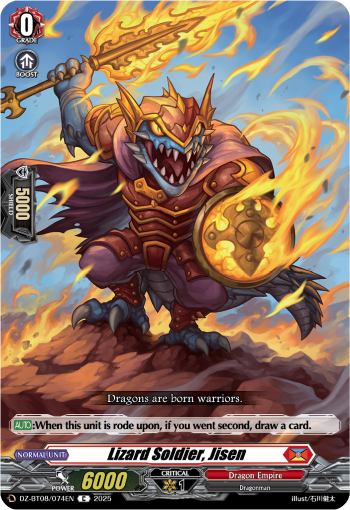 0
GRADE
BOOST
5000
SHIELD
Dragons are born warriors.
AUTO:When this unit is rode upon, if you went second, draw a card.
NORMAL UNIT
Lizard Soldier, Jisen
POWER 6000
CRITICAL
1
Dragon Empire
Dragonman
DZ-BT08/074EN C 2025
illust/石川健太